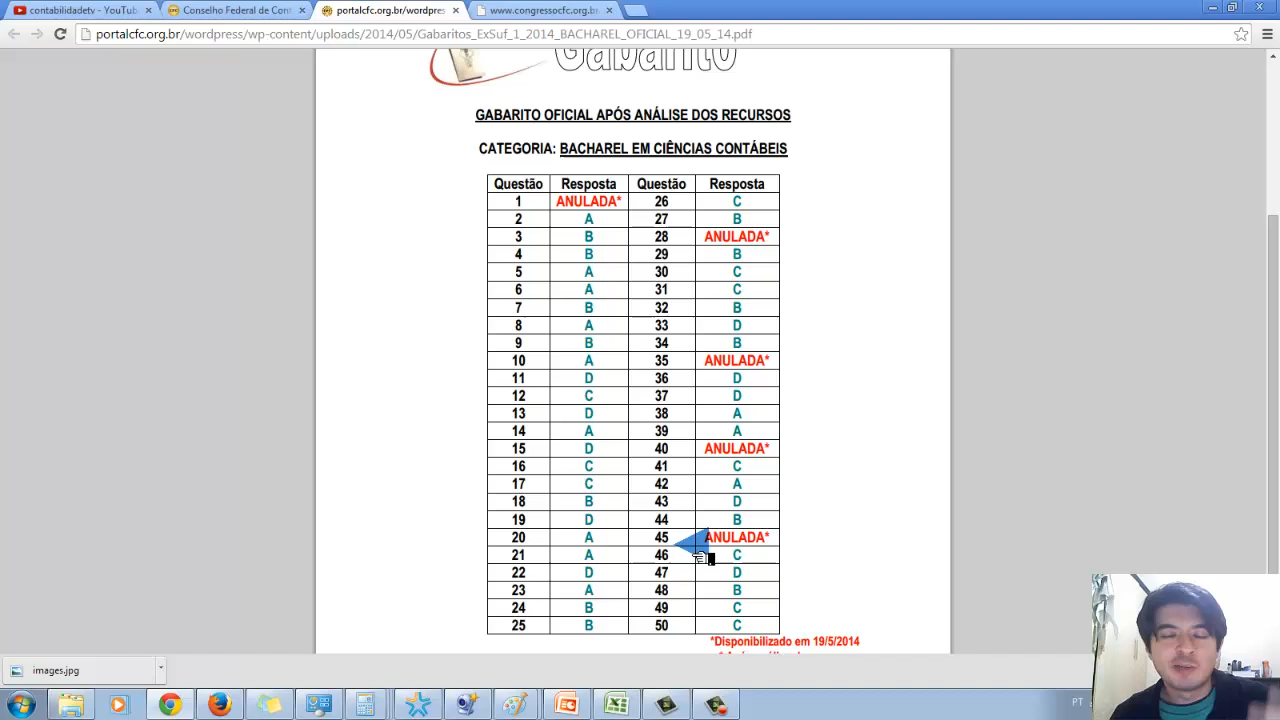 contabilidadetv - YouTub
Conselho Federal de Cont
portalcfc.org.br/wordpres
www.congressocfc.org.br/
portalcfc.org.br/wordpress/wp-content/uploads/2014/05/Gabaritos_ExSuf_1_2014_BACHAREL_OFICIAL_19_05_14.pdf
Gabarito
GABARITO OFICIAL APÓS ANÁLISE DOS RECURSOS
CATEGORIA: BACHAREL EM CIÊNCIAS CONTÁBEIS
Questão Resposta Questão Resposta
1 ANULADA* 26 C
2 A 27 B
3 B 28 ANULADA*
4 B 29 B
5 A 30 C
6 A 31 C
7 B 32 B
8 A 33 D
9 B 34 B
10 A 35 ANULADA*
11 D 36 D
12 C 37 D
13 D 38 A
14 A 39 A
15 D 40 ANULADA*
16 C 41 C
17 C 42 A
18 B 43 D
19 D 44 B
20 A 45 ANULADA*
21 A 46 C
22 D 47 D
23 A 48 B
24 B 49 C
25 B 50 C
*Disponibilizado em 19/5/2014
images.jpg
PT